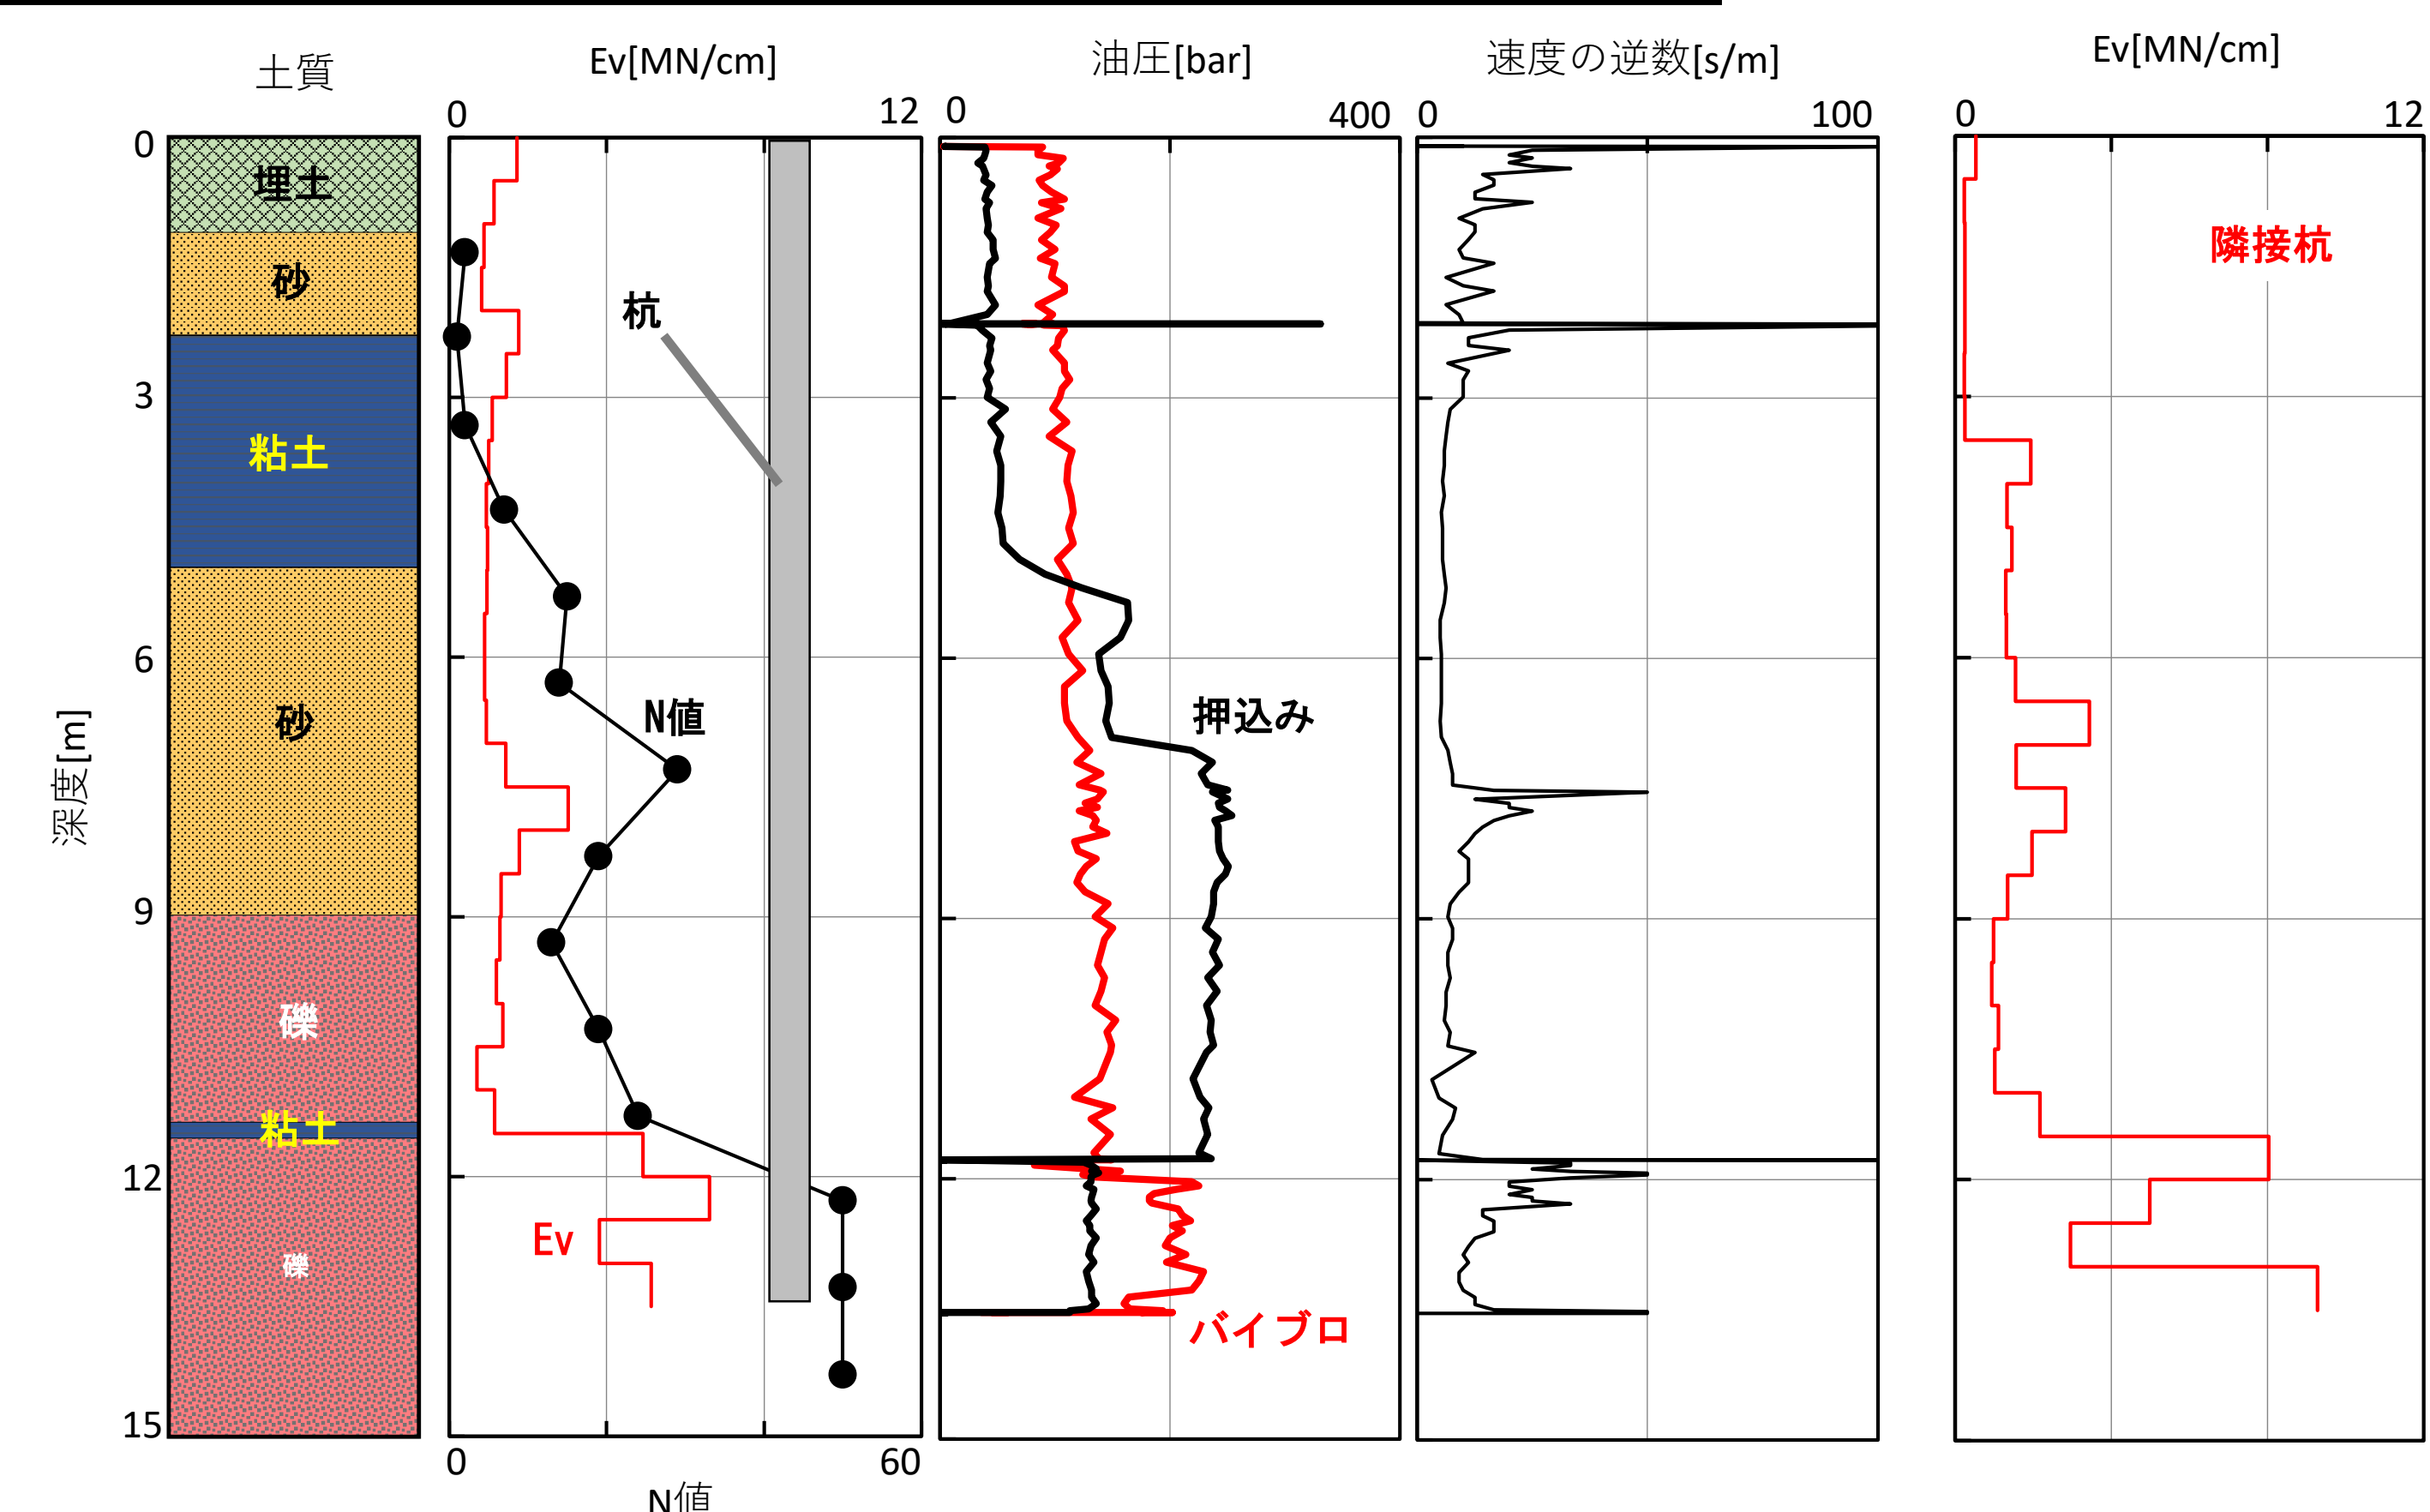 土質
Ev[MN/cm]
油圧[bar]
速度の逆数[s/m]
Ev[MN/cm]
0
12
0
400
0
100
0
12
0
3
6
9
12
15
深度[m]
埋土
砂
粘土
砂
礫
粘土
礫
杭
N値
Ev
押込み
バイブロ
隣接杭
0
60
N値